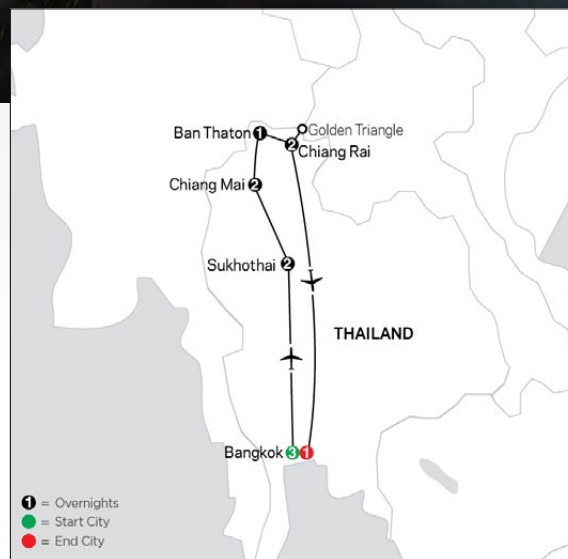 Golden Triangle
Ban Thaton 1
2 Chiang Rai
Chiang Mai 2
Sukhothai 2
THAILAND
Bangkok 3 1
1 = Overnights
= Start City
= End City